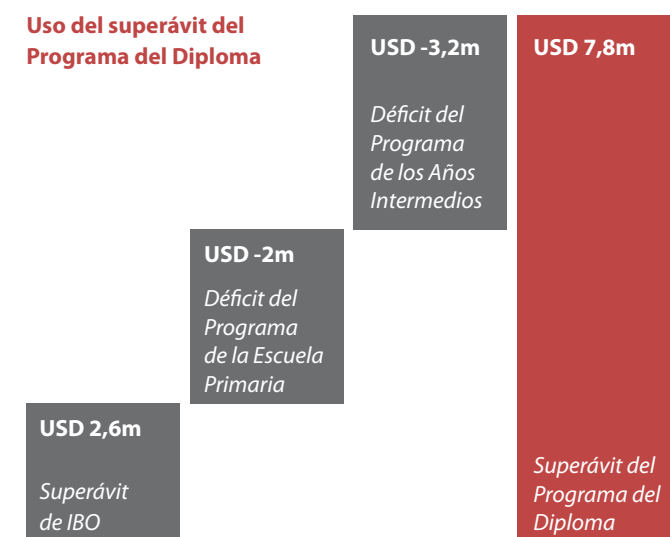 Uso del superávit del
Programa del Diploma
USD -3,2m
Déficit del
Programa
de los Años
Intermedios
USD 7,8m
Superávit del
Programa del
Diploma
USD -2m
Déficit del
Programa
de la Escuela
Primaria
USD 2,6m
Superávit
de IBO